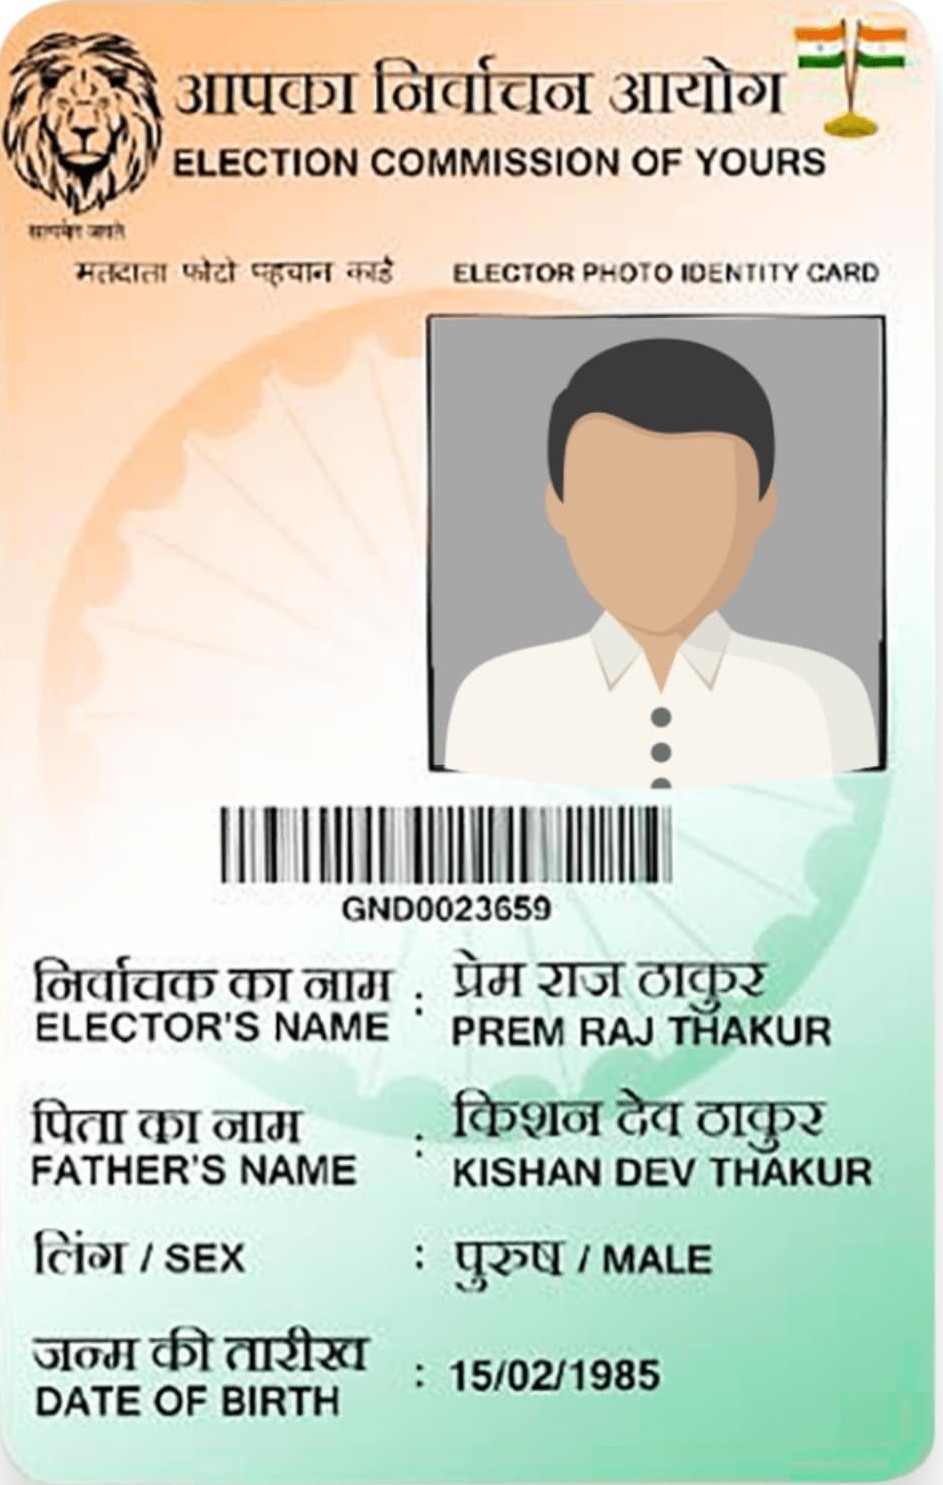 आपका निर्वाचन आयोग
ELECTION COMMISSION OF YOURS
मतदाता फोटो पहचान कार्ड ELECTOR PHOTO IDENTITY CARD
GND0023659
निर्वाचक का नाम : प्रेम राज ठाकुर
ELECTOR'S NAME PREM RAJ THAKUR
पिता का नाम : किशन देव ठाकुर
FATHER'S NAME KISHAN DEV THAKUR
लिंग / SEX : पुरुष / MALE
जन्म की तारीख : 15/02/1985
DATE OF BIRTH